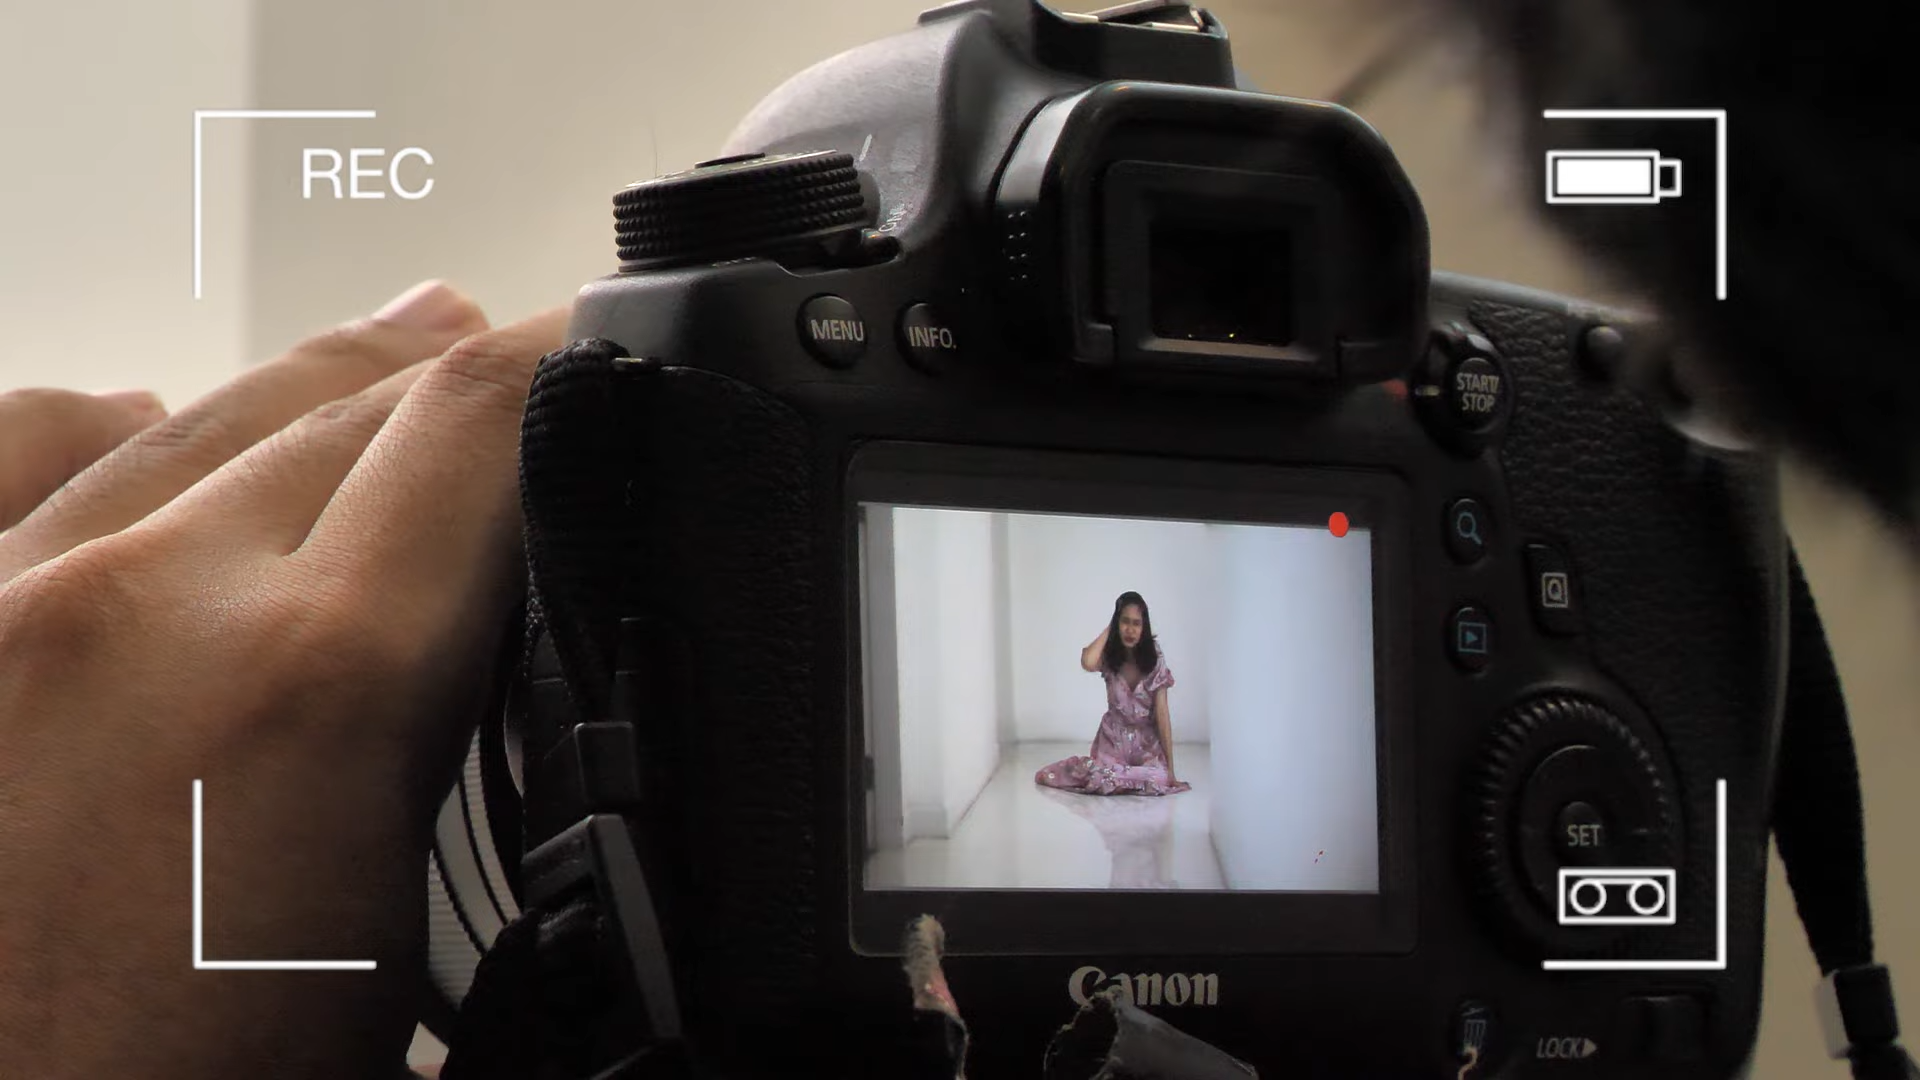 REC
MENU
INFO.
START/
STOP
Q
SET
Canon
LOCK▶